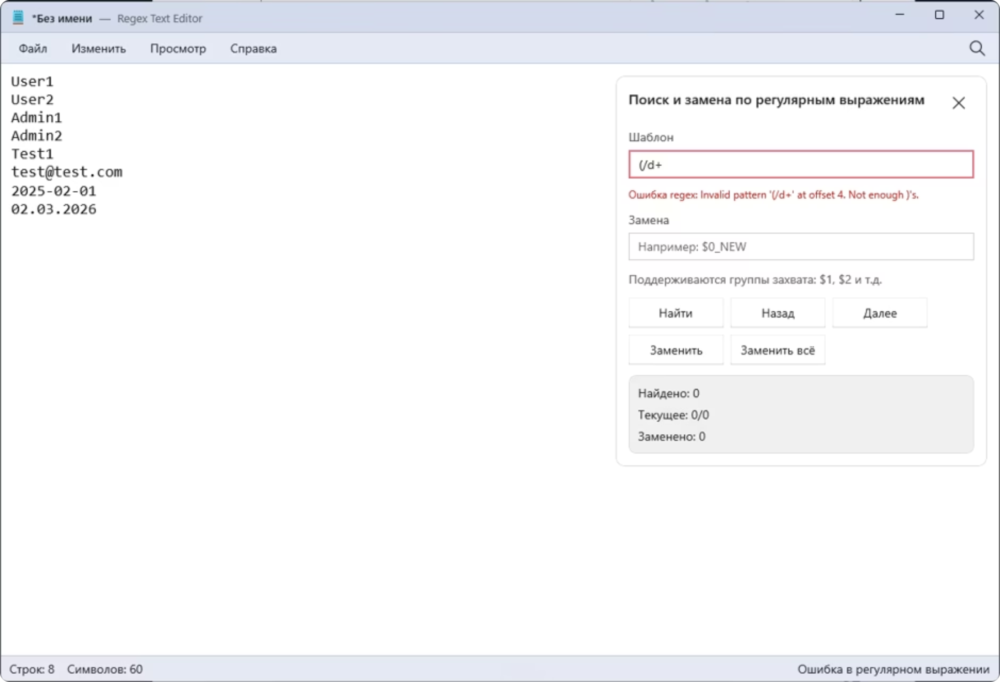 *Без имени — Regex Text Editor
Файл Изменить Просмотр Справка
User1
User2
Admin1
Admin2
Test1
test@test.com
2025-02-01
02.03.2026
Поиск и замена по регулярным выражениям
Шаблон
(/d+
Ошибка regex: Invalid pattern '(/d+' at offset 4. Not enough )'s.
Замена
Например: $0_NEW
Поддерживаются группы захвата: $1, $2 и т.д.
Найти Назад Далее
Заменить Заменить всё
Найдено: 0
Текущее: 0/0
Заменено: 0
Строк: 8 Символов: 60 Ошибка в регулярном выражении